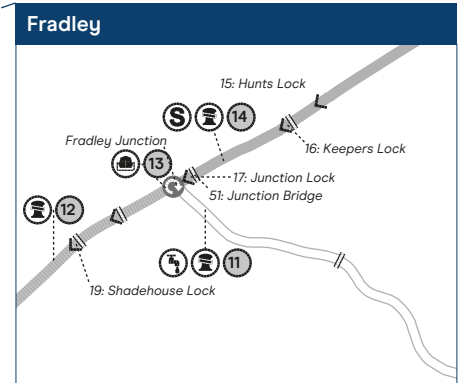 Fradley
15: Hunts Lock
S 14
Fradley Junction
16: Keepers Lock
13
17: Junction Lock
51: Junction Bridge
12
11
19: Shadehouse Lock